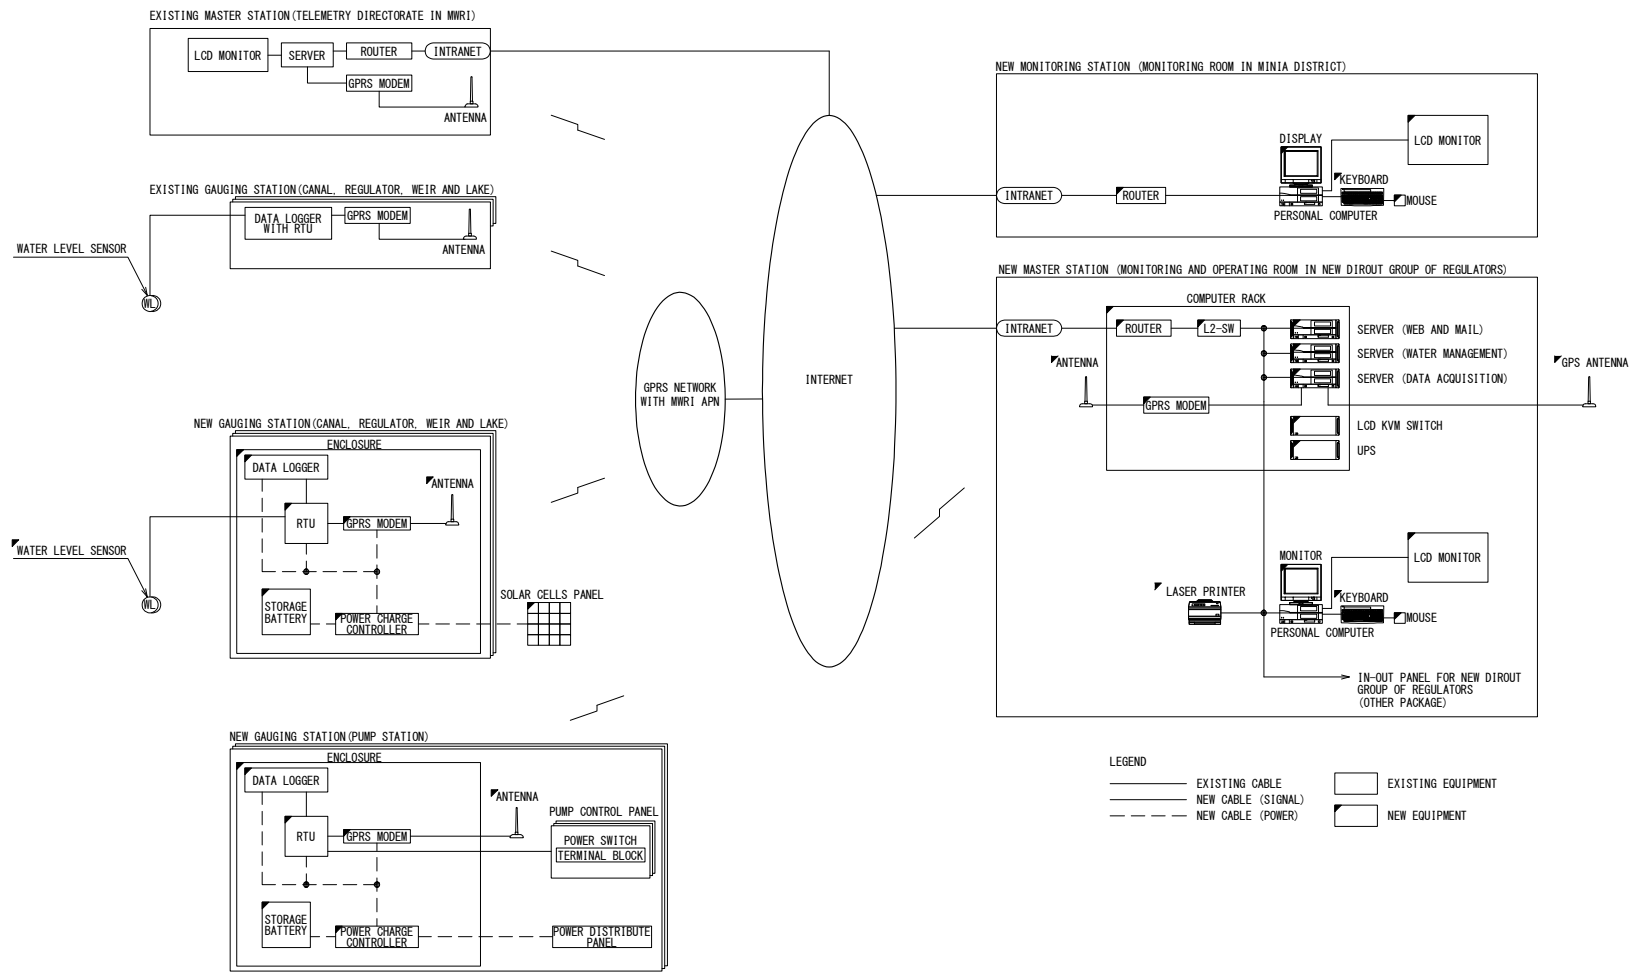 EXISTING MASTER STATION(TELEMETRY DIRECTORATE IN MWRI)
LCD MONITOR
SERVER
ROUTER
INTRANET
GPRS MODEM
ANTENNA
EXISTING GAUGING STATION(CANAL, REGULATOR, WEIR AND LAKE)
DATA LOGGER
WITH RTU
GPRS MODEM
ANTENNA
WATER LEVEL SENSOR
WL
NEW GAUGING STATION(CANAL, REGULATOR, WEIR AND LAKE)
ENCLOSURE
DATA LOGGER
ANTENNA
RTU
GPRS MODEM
WATER LEVEL SENSOR
WL
STORAGE
BATTERY
POWER CHARGE
CONTROLLER
SOLAR CELLS PANEL
NEW GAUGING STATION(PUMP STATION)
ENCLOSURE
DATA LOGGER
ANTENNA
RTU
GPRS MODEM
PUMP CONTROL PANEL
POWER SWITCH
TERMINAL BLOCK
STORAGE
BATTERY
POWER CHARGE
CONTROLLER
POWER DISTRIBUTE
PANEL
GPRS NETWORK
WITH MWRI APN
INTERNET
NEW MONITORING STATION (MONITORING ROOM IN MINIA DISTRICT)
INTRANET
ROUTER
DISPLAY
LCD MONITOR
KEYBOARD
MOUSE
PERSONAL COMPUTER
NEW MASTER STATION (MONITORING AND OPERATING ROOM IN NEW DIROUT GROUP OF REGULATORS)
COMPUTER RACK
INTRANET
ROUTER
L2-SW
SERVER (WEB AND MAIL)
SERVER (WATER MANAGEMENT)
SERVER (DATA ACQUISITION)
ANTENNA
GPS ANTENNA
GPRS MODEM
LCD KVM SWITCH
UPS
MONITOR
LCD MONITOR
LASER PRINTER
KEYBOARD
MOUSE
PERSONAL COMPUTER
IN-OUT PANEL FOR NEW DIROUT
GROUP OF REGULATORS
(OTHER PACKAGE)
LEGEND
EXISTING CABLE
NEW CABLE (SIGNAL)
NEW CABLE (POWER)
EXISTING EQUIPMENT
NEW EQUIPMENT